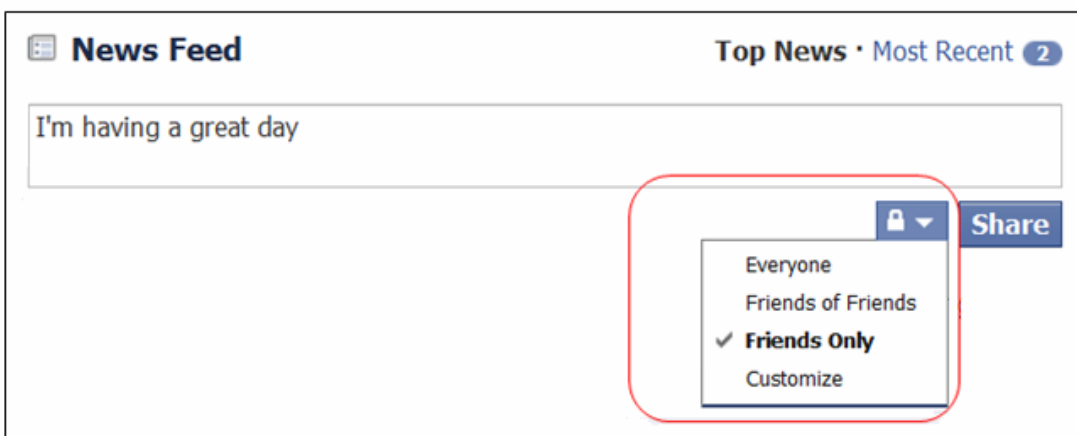 News Feed
Top News · Most Recent 2
I'm having a great day
Share
Everyone
Friends of Friends
Friends Only
Customize